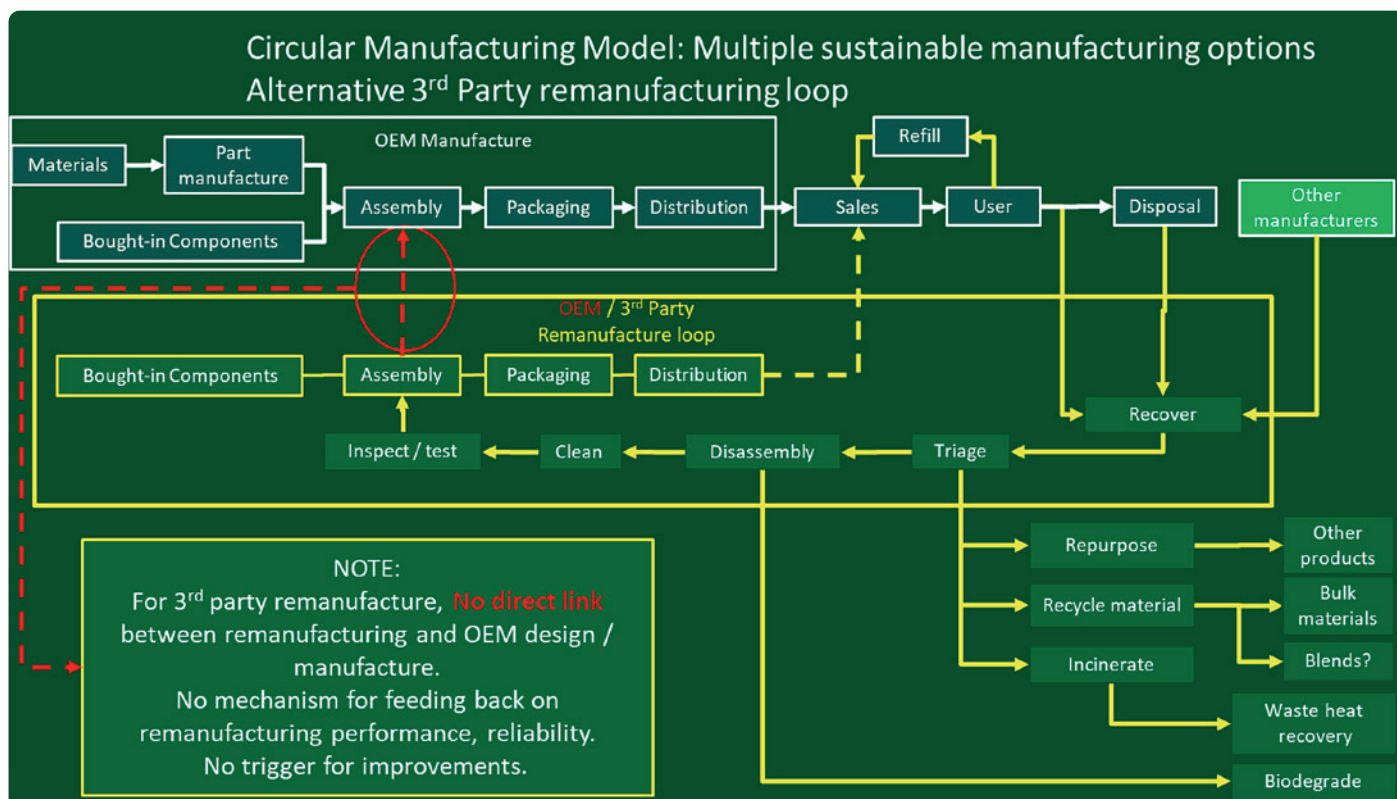 Circular Manufacturing Model: Multiple sustainable manufacturing options
Alternative 3rd Party remanufacturing loop
OEM Manufacture
Refill
Materials
Part
manufacture
Other
manufacturers
Assembly
Packaging
Distribution
Sales
User
Disposal
Bought-in Components
OEM / 3rd Party
Remanufacture loop
Bought-in Components
Assembly
Packaging
Distribution
Recover
Inspect / test
Clean
Disassembly
Triage
Repurpose
Other
products
Recycle material
Bulk
materials
Incinerate
Blends?
Waste heat
recovery
Biodegrade
NOTE:
For 3rd party remanufacture, No direct link
between remanufacturing and OEM design /
manufacture.
No mechanism for feeding back on
remanufacturing performance, reliability.
No trigger for improvements.